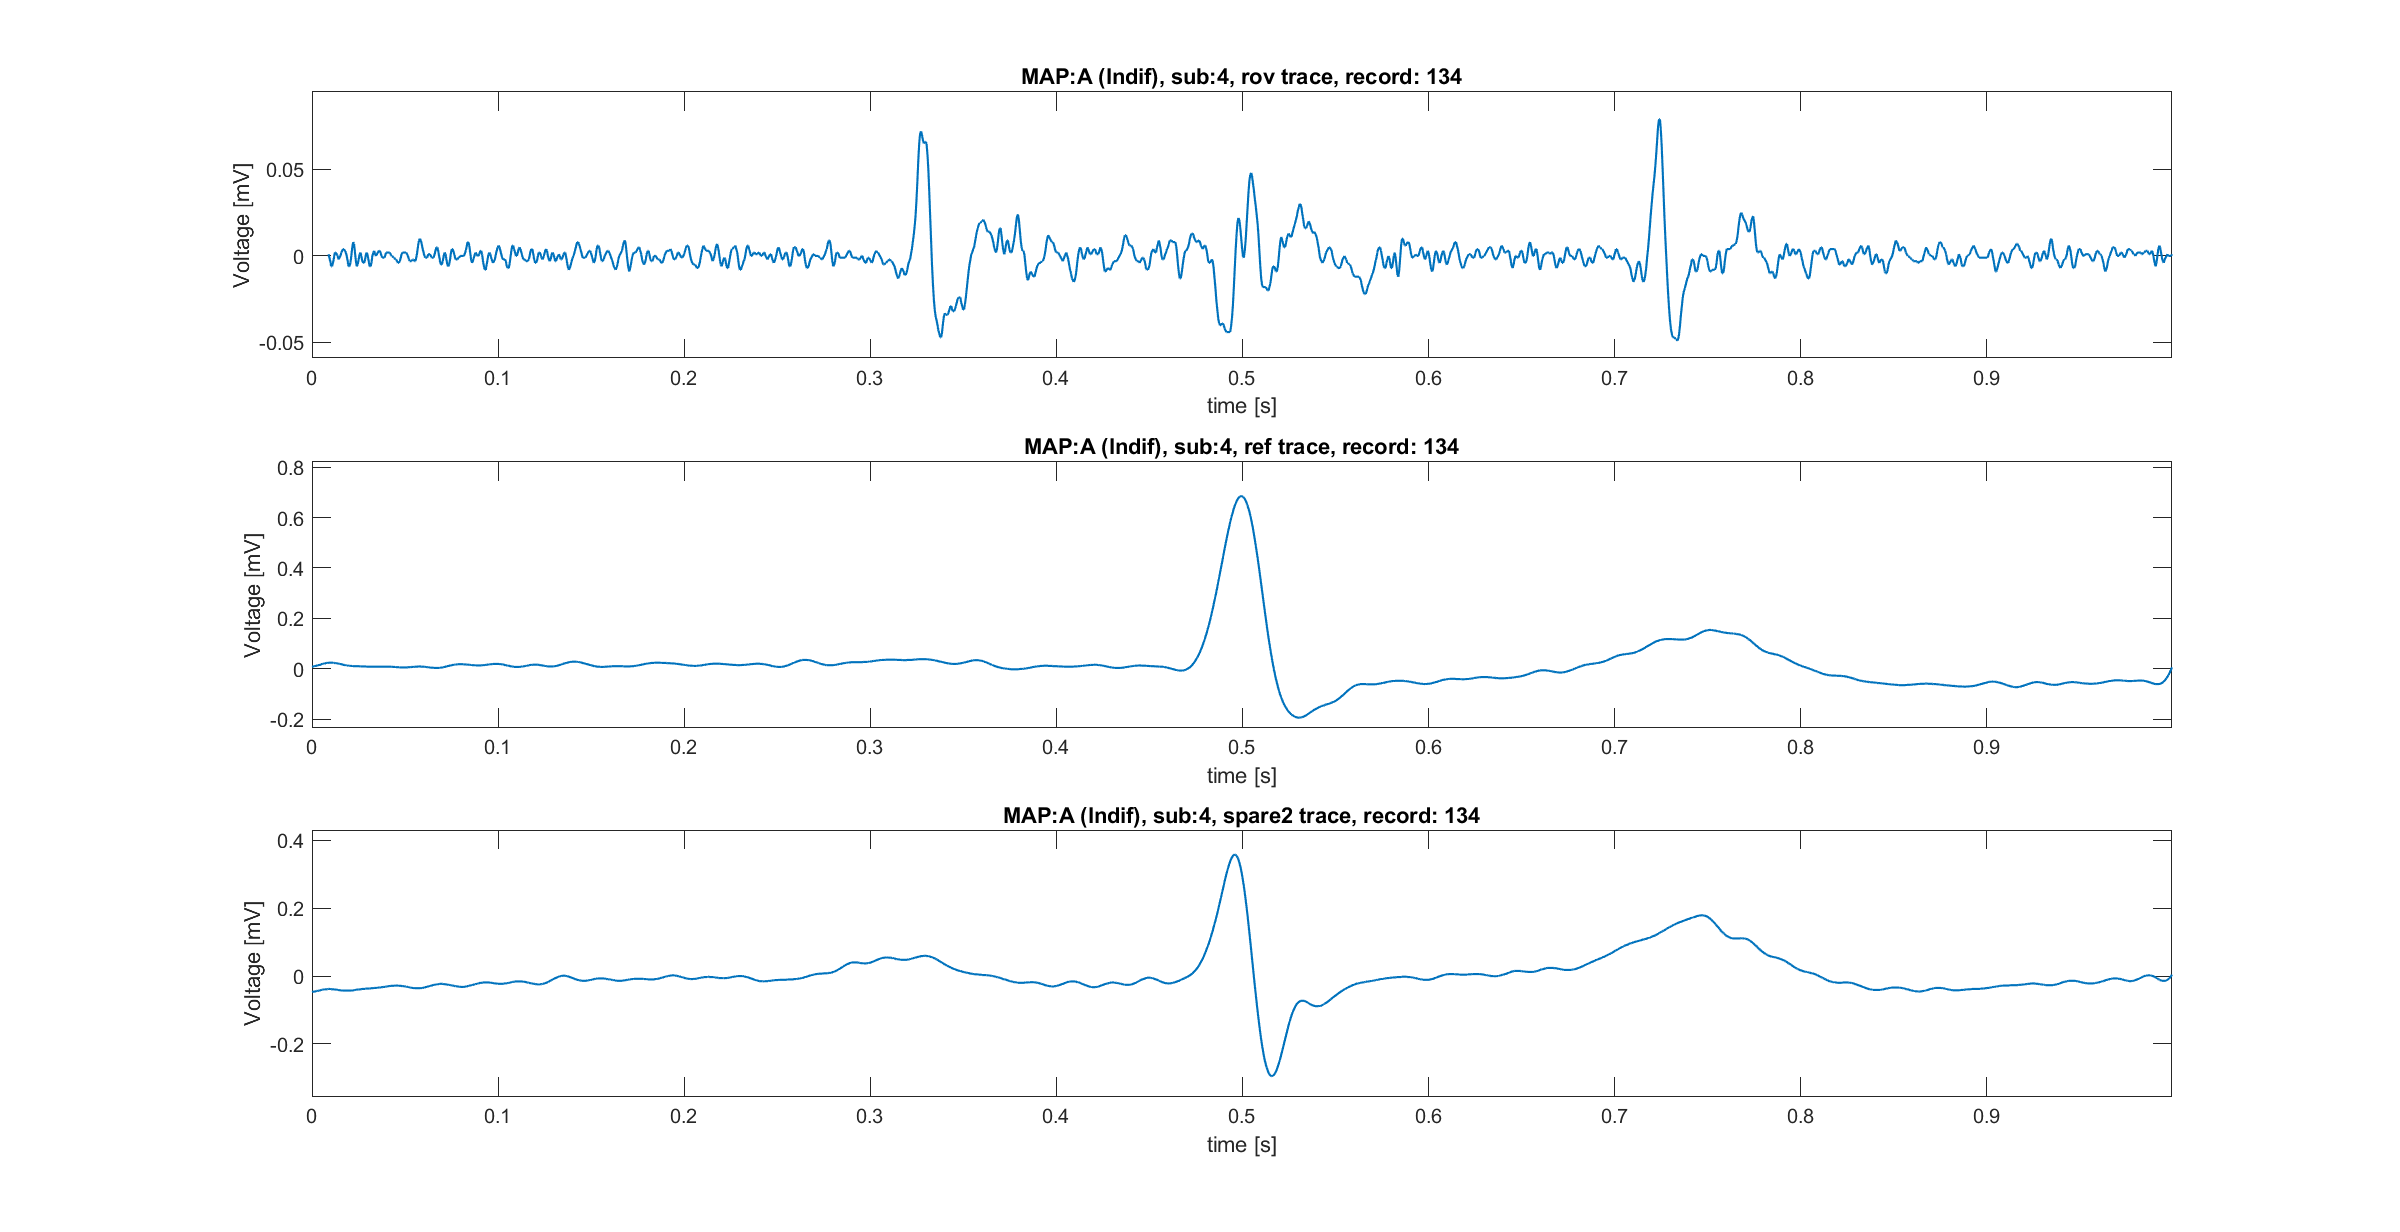 MAP:A (Indif), sub:4, rov trace, record: 134
Voltage [mV]
0.05
0
-0.05
0 0.1 0.2 0.3 0.4 0.5 0.6 0.7 0.8 0.9
time [s]
MAP:A (Indif), sub:4, ref trace, record: 134
Voltage [mV]
0.8
0.6
0.4
0.2
0
-0.2
0 0.1 0.2 0.3 0.4 0.5 0.6 0.7 0.8 0.9
time [s]
MAP:A (Indif), sub:4, spare2 trace, record: 134
Voltage [mV]
0.4
0.2
0
-0.2
0 0.1 0.2 0.3 0.4 0.5 0.6 0.7 0.8 0.9
time [s]